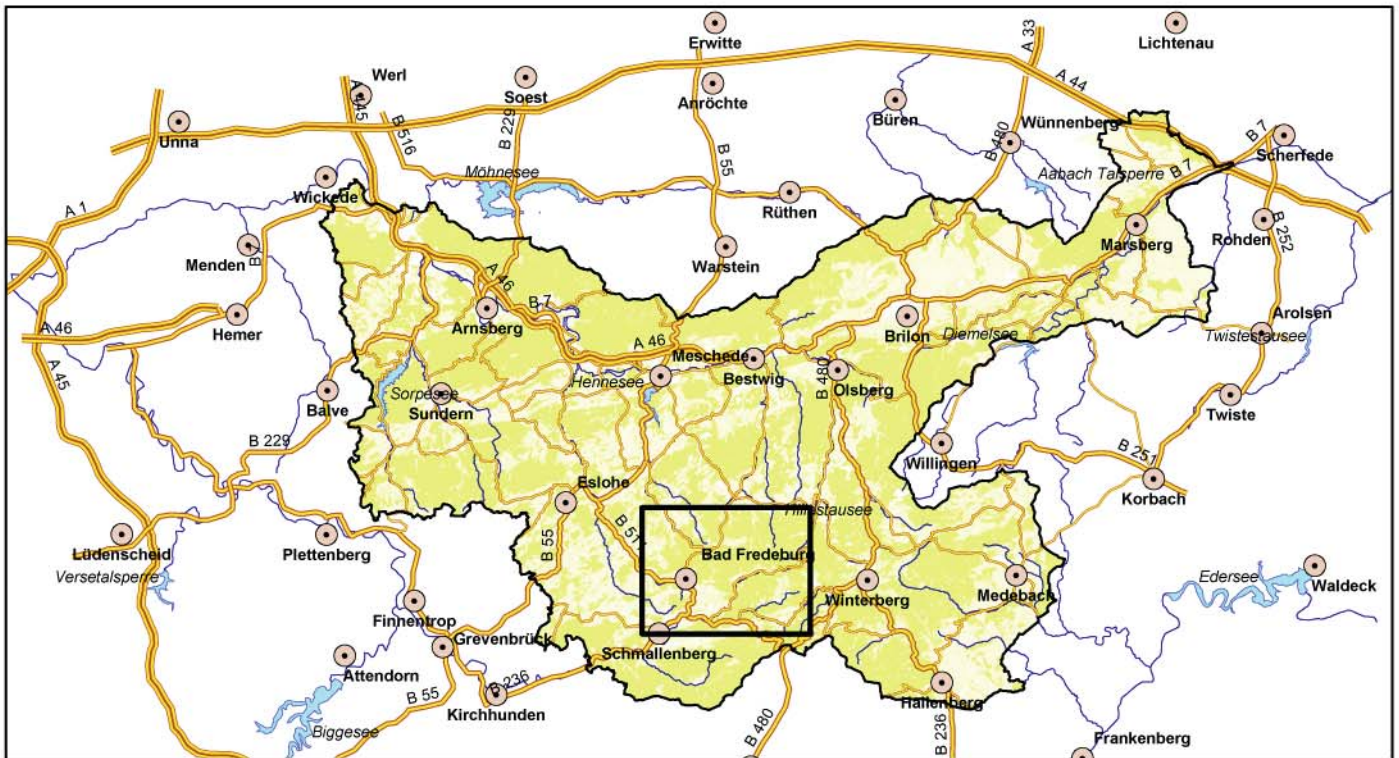 Erwitte
Lichtenau
A 33
Werl
Soest
Anröchte
A 44
A 445
Büren
Unna
B 516
B 229
B 55
B 480
Wünnenberg
B 7
Scherfede
Möhnesee
Aabach Talsperre
B 7
Wickede
Rüthen
A 1
Marsberg
Rohden
B 252
Menden
B 7
Warstein
A 46
Arnsberg
B 7
Hemer
A 46
A 46
Brilon
Diemelsee
Arolsen
Twistestausee
Meschede
Bestwig
B 480
Olsberg
A 45
Hennesee
Sorpesee
Sundern
Balve
Twiste
B 229
Willingen
B 251
Korbach
Eslohe
Hillestausee
B 55
B 51
Lüdenscheid
Plettenberg
Bad Fredeburg
Versetalsperre
Edersee
Waldeck
Winterberg
Medebach
Finnentrop
Grevenbrück
Schmallenberg
Attendorn
B 55
B 236
Kirchhunden
Hallenberg
Biggesee
B 480
B 236
Frankenberg